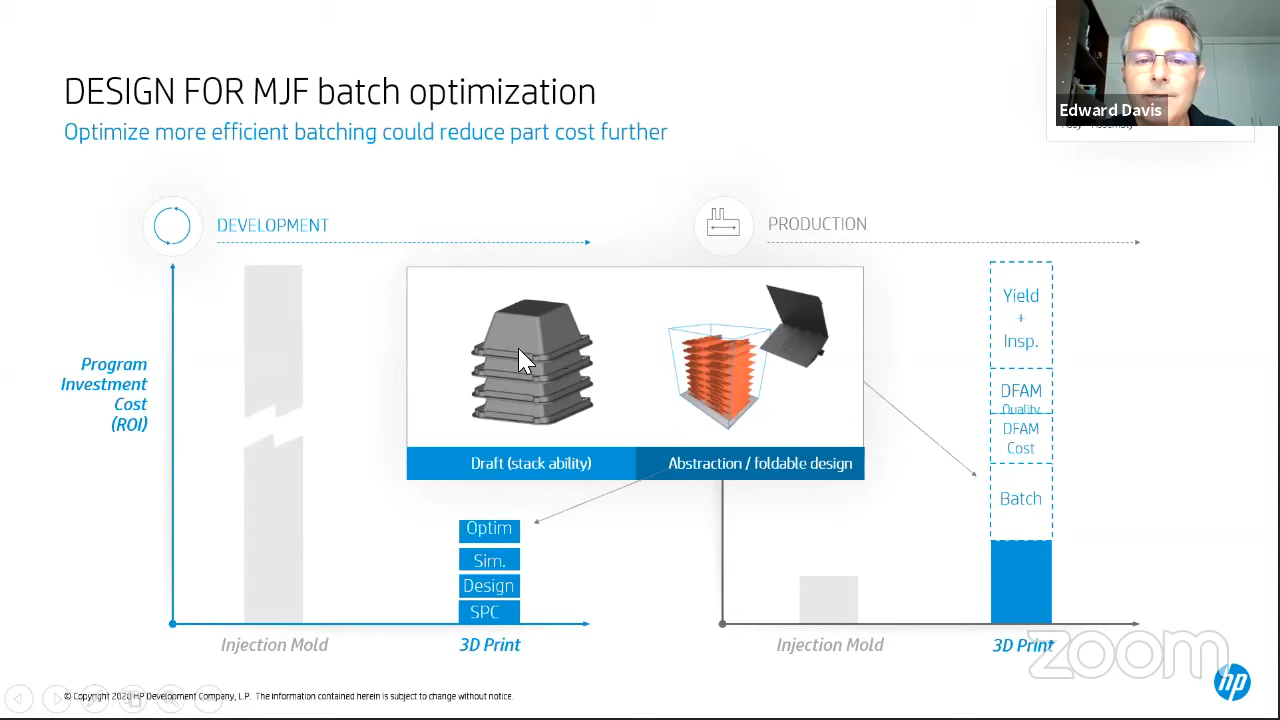 DESIGN FOR MJF batch optimization
Optimize more efficient batching could reduce part cost further
Edward Davis
DEVELOPMENT
PRODUCTION
Program
Investment
Cost
(ROI)
Draft (stack ability)
Abstraction / foldable design
Optim
Sim.
Design
SPC
Injection Mold
3D Print
Yield
+
Insp.
DFAM
Quality
DFAM
Cost
Batch
Injection Mold
3D Print
zoom
hp
© Copyright 2020 HP Development Company, L.P. The information contained herein is subject to change without notice.